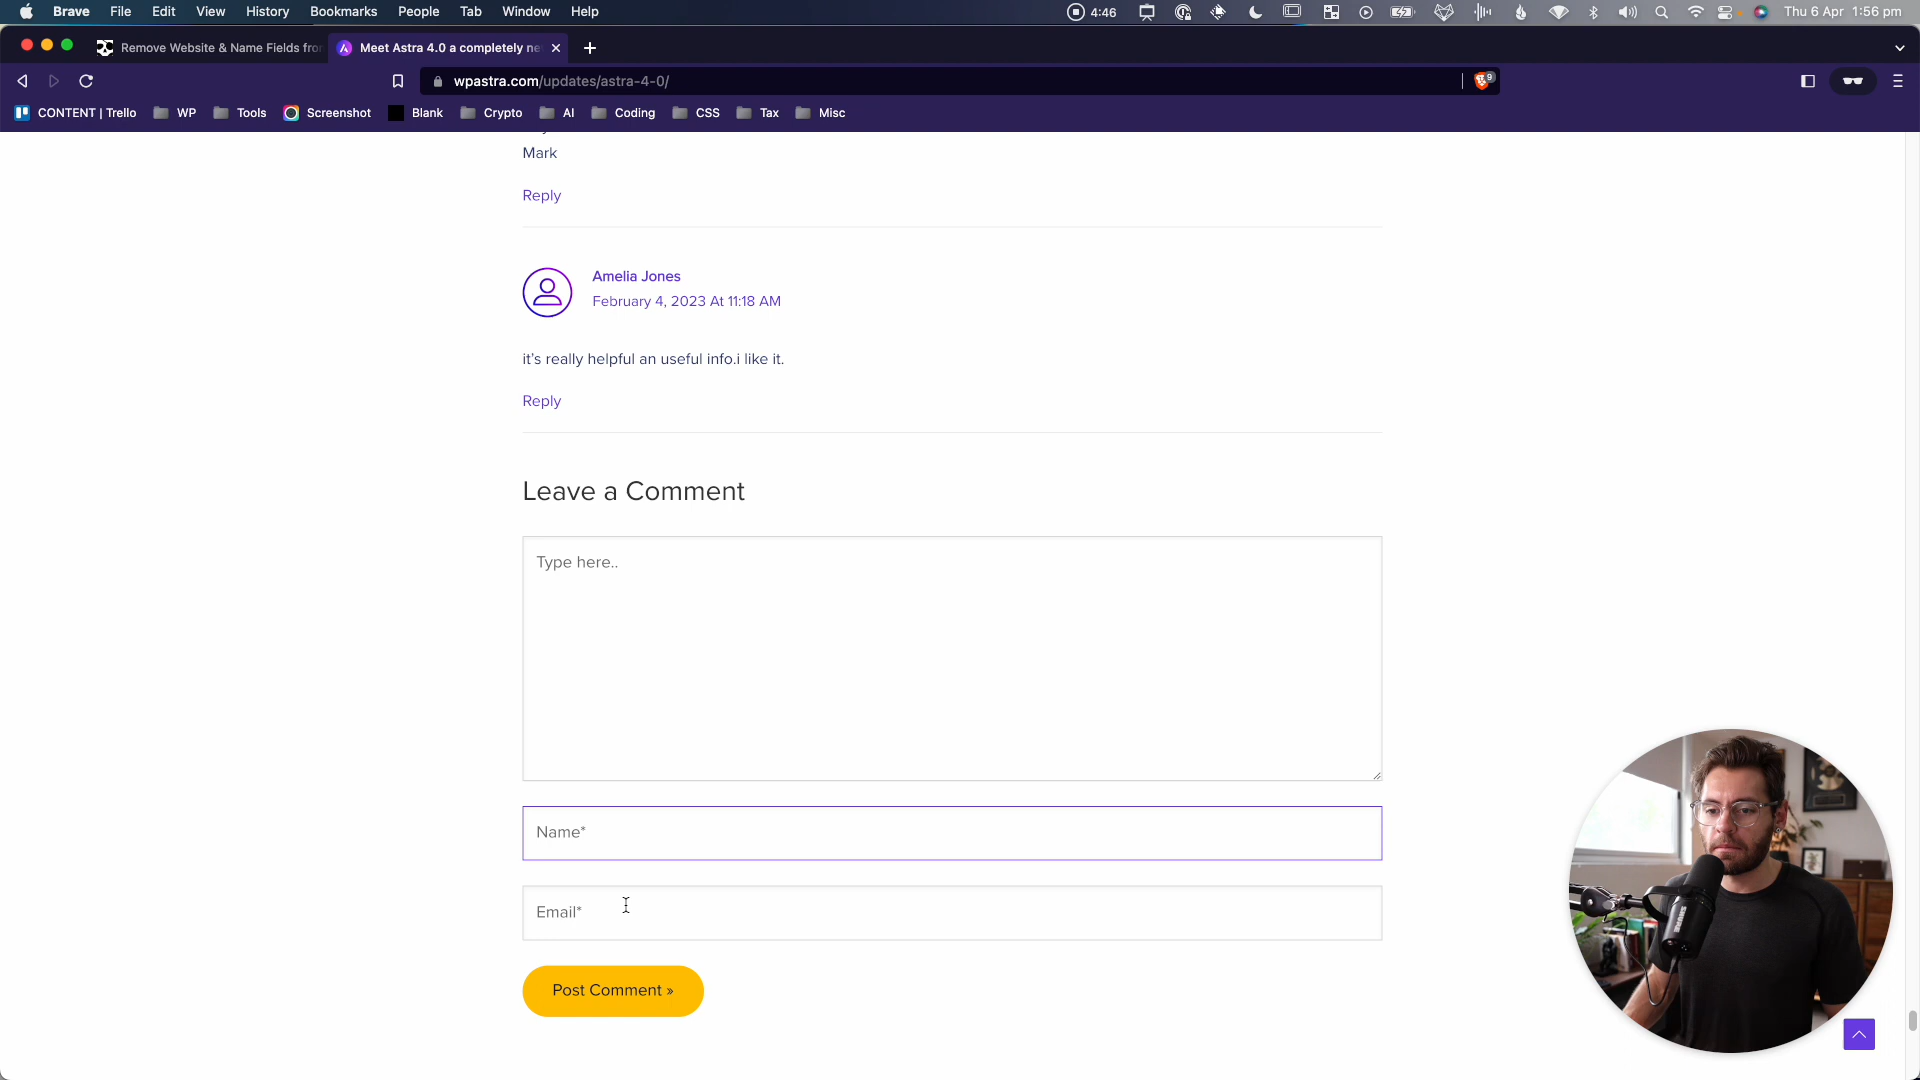 Brave File Edit View History Bookmarks People Tab Window Help 4:46 Thu 6 Apr 1:56 pm
Remove Website & Name Fields from Meet Astra 4.0 a completely ne
wpastra.com/updates/astra-4-0/ 9
CONTENT | Trello WP Tools Screenshot Blank Crypto AI Coding CSS Tax Misc
Mark
Reply
Amelia Jones
February 4, 2023 At 11:18 AM
it's really helpful an useful info.i like it.
Reply
Leave a Comment
Type here..
Name*
Email*
Post Comment »
SHURE